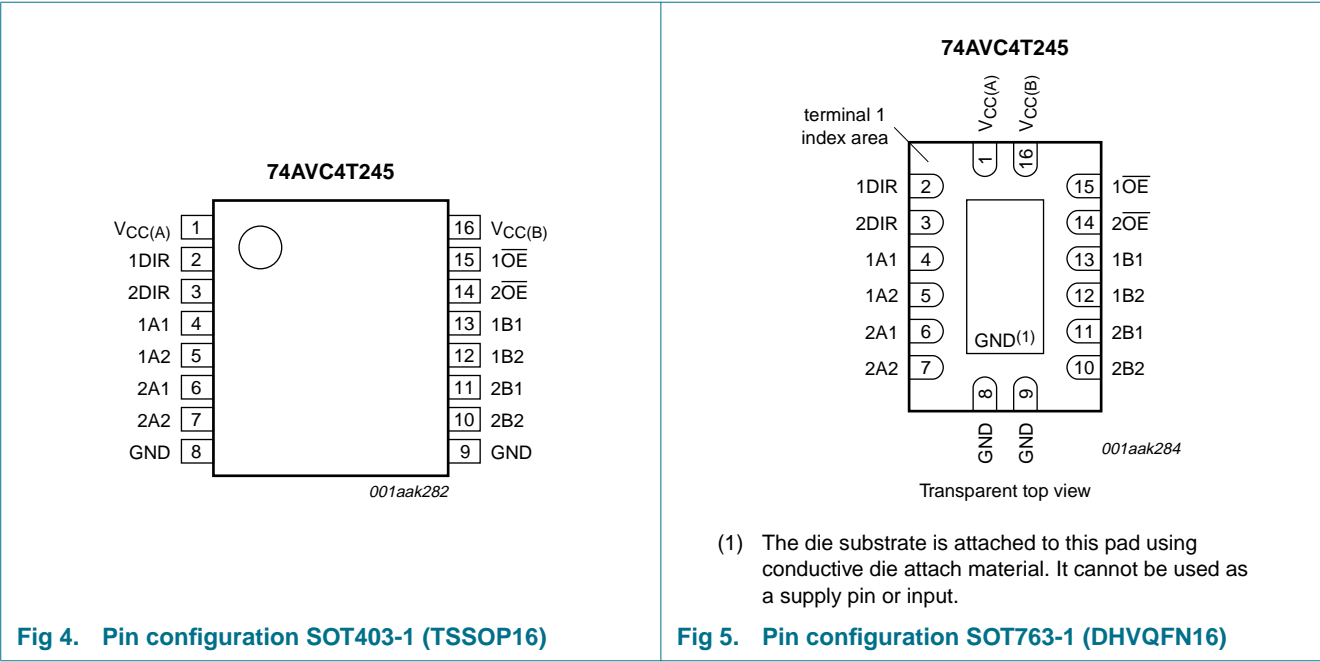 74AVC4T245
VCC(A) 1
1DIR 2
2DIR 3
1A1 4
1A2 5
2A1 6
2A2 7
GND 8
16 VCC(B)
15 1O̅E̅
14 2O̅E̅
13 1B1
12 1B2
11 2B1
10 2B2
9 GND
001aak282
Fig 4. Pin configuration SOT403-1 (TSSOP16)
74AVC4T245
terminal 1
index area
VCC(A)
VCC(B)
1
16
1DIR 2
2DIR 3
1A1 4
1A2 5
2A1 6
2A2 7
15 1O̅E̅
14 2O̅E̅
13 1B1
12 1B2
11 2B1
10 2B2
GND(1)
8
9
GND
GND
001aak284
Transparent top view
(1) The die substrate is attached to this pad using
conductive die attach material. It cannot be used as
a supply pin or input.
Fig 5. Pin configuration SOT763-1 (DHVQFN16)